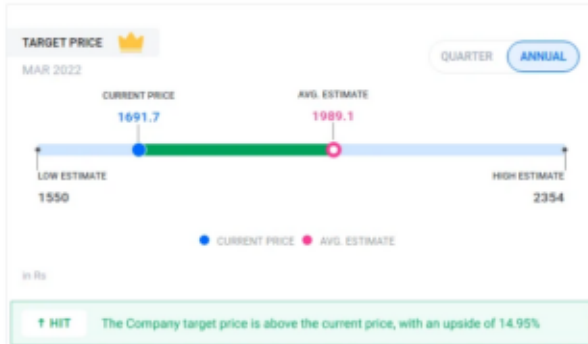 TARGET PRICE
QUARTER ANNUAL
MAR 2022
CURRENT PRICE AVG. ESTIMATE
1691.7 1989.1
LOW ESTIMATE HIGH ESTIMATE
1550 2354
CURRENT PRICE AVG. ESTIMATE
in Rs
↑ HIT The Company target price is above the current price, with an upside of 14.95%